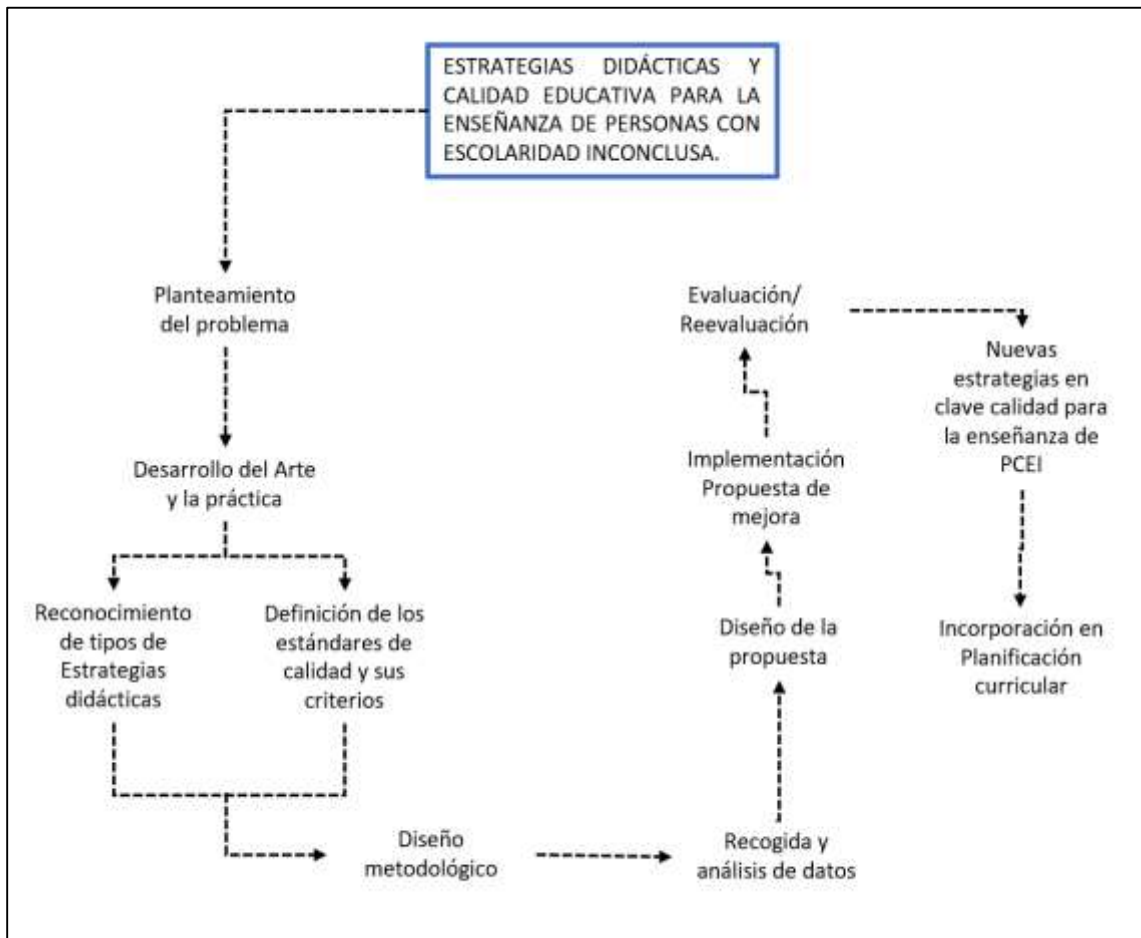 ESTRATEGIAS DIDÁCTICAS Y
CALIDAD EDUCATIVA PARA LA
ENSEÑANZA DE PERSONAS CON
ESCOLARIDAD INCONCLUSA.
Planteamiento
del problema
Desarrollo del Arte
y la práctica
Reconocimiento
de tipos de
Estrategias
didácticas
Definición de los
estándares de
calidad y sus
criterios
Diseño
metodológico
Recogida y
análisis de datos
Diseño de la
propuesta
Implementación
Propuesta de
mejora
Evaluación/
Reevaluación
Nuevas
estrategias en
clave calidad para
la enseñanza de
PCEI
Incorporación en
Planificación
curricular